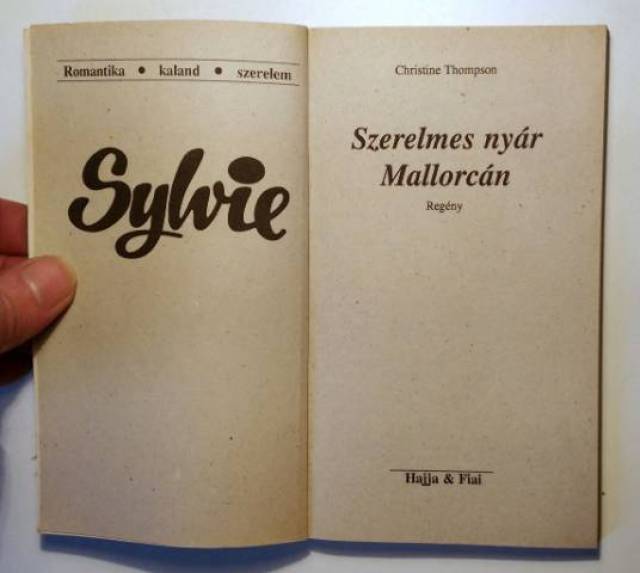 Romantika • kaland • szerelem
Sylvie
Christine Thompson
Szerelmes nyár
Mallorcán
Regény
Hajja & Fiai